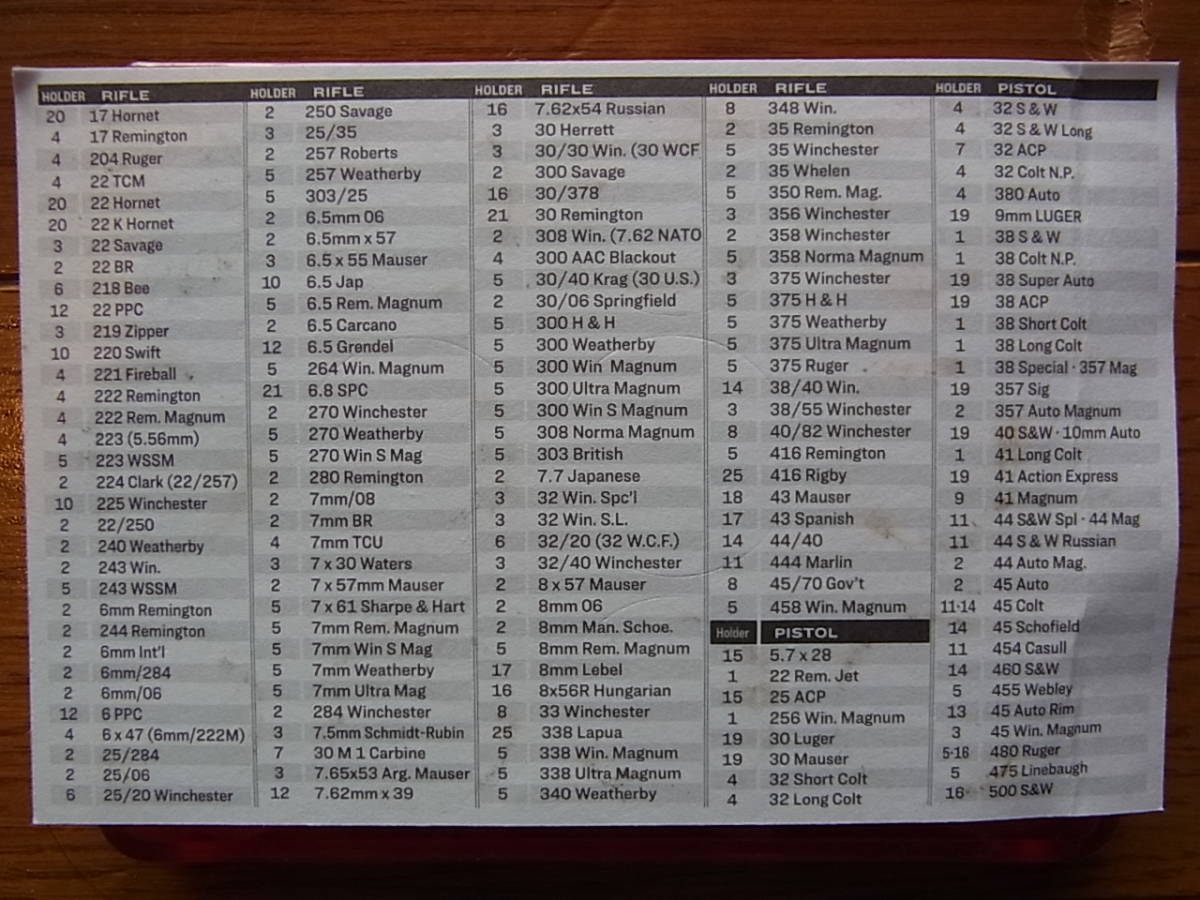 HOLDER RIFLE
20 17 Hornet
4 17 Remington
4 204 Ruger
4 22 TCM
20 22 Hornet
20 22 K Hornet
3 22 Savage
2 22 BR
6 218 Bee
12 22 PPC
3 219 Zipper
10 220 Swift
4 221 Fireball
4 222 Remington
4 222 Rem. Magnum
4 223 (5.56mm)
5 223 WSSM
2 224 Clark (22/257)
10 225 Winchester
2 22/250
2 240 Weatherby
2 243 Win.
5 243 WSSM
2 6mm Remington
2 244 Remington
2 6mm Int'l
2 6mm/284
2 6mm/06
12 6 PPC
4 6 x 47 (6mm/222M)
2 25/284
2 25/06
6 25/20 Winchester
HOLDER RIFLE
2 250 Savage
3 25/35
2 257 Roberts
5 257 Weatherby
5 303/25
2 6.5mm 06
2 6.5mm x 57
3 6.5 x 55 Mauser
10 6.5 Jap
5 6.5 Rem. Magnum
2 6.5 Carcano
12 6.5 Grendel
5 264 Win. Magnum
21 6.8 SPC
2 270 Winchester
5 270 Weatherby
5 270 Win S Mag
2 280 Remington
2 7mm/08
2 7mm BR
4 7mm TCU
3 7 x 30 Waters
2 7 x 57mm Mauser
5 7 x 61 Sharpe & Hart
5 7mm Rem. Magnum
5 7mm Win S Mag
5 7mm Weatherby
5 7mm Ultra Mag
2 284 Winchester
3 7.5mm Schmidt-Rubin
7 30 M 1 Carbine
3 7.65x53 Arg. Mauser
12 7.62mm x 39
HOLDER RIFLE
16 7.62x54 Russian
3 30 Herrett
3 30/30 Win. (30 WCF
2 300 Savage
16 30/378
21 30 Remington
2 308 Win. (7.62 NATO
4 300 AAC Blackout
5 30/40 Krag (30 U.S.)
2 30/06 Springfield
5 300 H & H
5 300 Weatherby
5 300 Win Magnum
5 300 Ultra Magnum
5 300 Win S Magnum
5 308 Norma Magnum
5 303 British
2 7.7 Japanese
3 32 Win. Spc'l
3 32 Win. S.L.
6 32/20 (32 W.C.F.)
3 32/40 Winchester
2 8 x 57 Mauser
2 8mm 06
2 8mm Man. Schoe.
5 8mm Rem. Magnum
17 8mm Lebel
16 8x56R Hungarian
8 33 Winchester
25 338 Lapua
5 338 Win. Magnum
5 338 Ultra Magnum
5 340 Weatherby
HOLDER RIFLE
8 348 Win.
2 35 Remington
5 35 Winchester
2 35 Whelen
5 350 Rem. Mag.
3 356 Winchester
2 358 Winchester
5 358 Norma Magnum
3 375 Winchester
5 375 H & H
5 375 Weatherby
5 375 Ultra Magnum
5 375 Ruger
14 38/40 Win.
3 38/55 Winchester
8 40/82 Winchester
5 416 Remington
25 416 Rigby
18 43 Mauser
17 43 Spanish
14 44/40
11 444 Marlin
8 45/70 Gov't
5 458 Win. Magnum
Holder PISTOL
15 5.7 x 28
1 22 Rem. Jet
15 25 ACP
1 256 Win. Magnum
19 30 Luger
19 30 Mauser
4 32 Short Colt
4 32 Long Colt
HOLDER PISTOL
4 32 S & W
4 32 S & W Long
7 32 ACP
4 32 Colt N.P.
4 380 Auto
19 9mm LUGER
1 38 S & W
1 38 Colt N.P.
19 38 Super Auto
19 38 ACP
1 38 Short Colt
1 38 Long Colt
1 38 Special · 357 Mag
19 357 Sig
2 357 Auto Magnum
19 40 S&W · 10mm Auto
1 41 Long Colt
19 41 Action Express
9 41 Magnum
11 44 S&W Spl · 44 Mag
11 44 S & W Russian
2 44 Auto Mag.
2 45 Auto
11·14 45 Colt
14 45 Schofield
11 454 Casull
14 460 S&W
5 455 Webley
13 45 Auto Rim
3 45 Win. Magnum
5·16 480 Ruger
5 475 Linebaugh
16 500 S&W